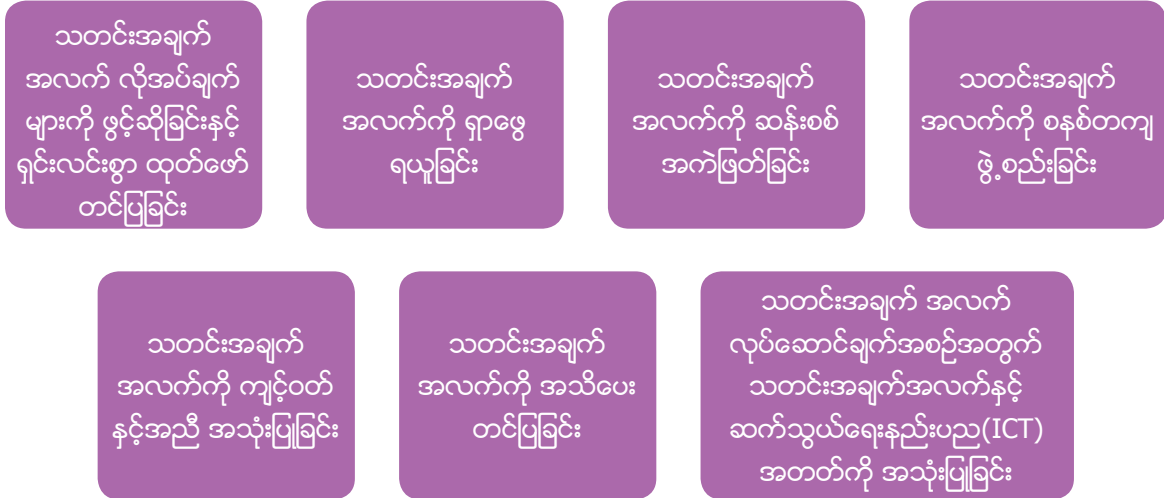 သတင်းအချက်
အလက် လိုအပ်ချက်
များကို ဖွင့်ဆိုခြင်းနှင့်
ရှင်းလင်းစွာ ထုတ်ဖော်
တင်ပြခြင်း
သတင်းအချက်
အလက်ကို ရှာဖွေ
ရယူခြင်း
သတင်းအချက်
အလက်ကို ဆန်းစစ်
အကဲဖြတ်ခြင်း
သတင်းအချက်
အလက်ကို စနစ်တကျ
ဖွဲ့စည်းခြင်း
သတင်းအချက်
အလက်ကို ကျင့်ဝတ်
နှင့်အညီ အသုံးပြုခြင်း
သတင်းအချက်
အလက်ကို အသိပေး
တင်ပြခြင်း
သတင်းအချက် အလက်
လုပ်ဆောင်ချက်အစဉ်အတွက်
သတင်းအချက်အလက်နှင့်
ဆက်သွယ်ရေးနည်းပညာ(ICT)
အတတ်ကို အသုံးပြုခြင်း